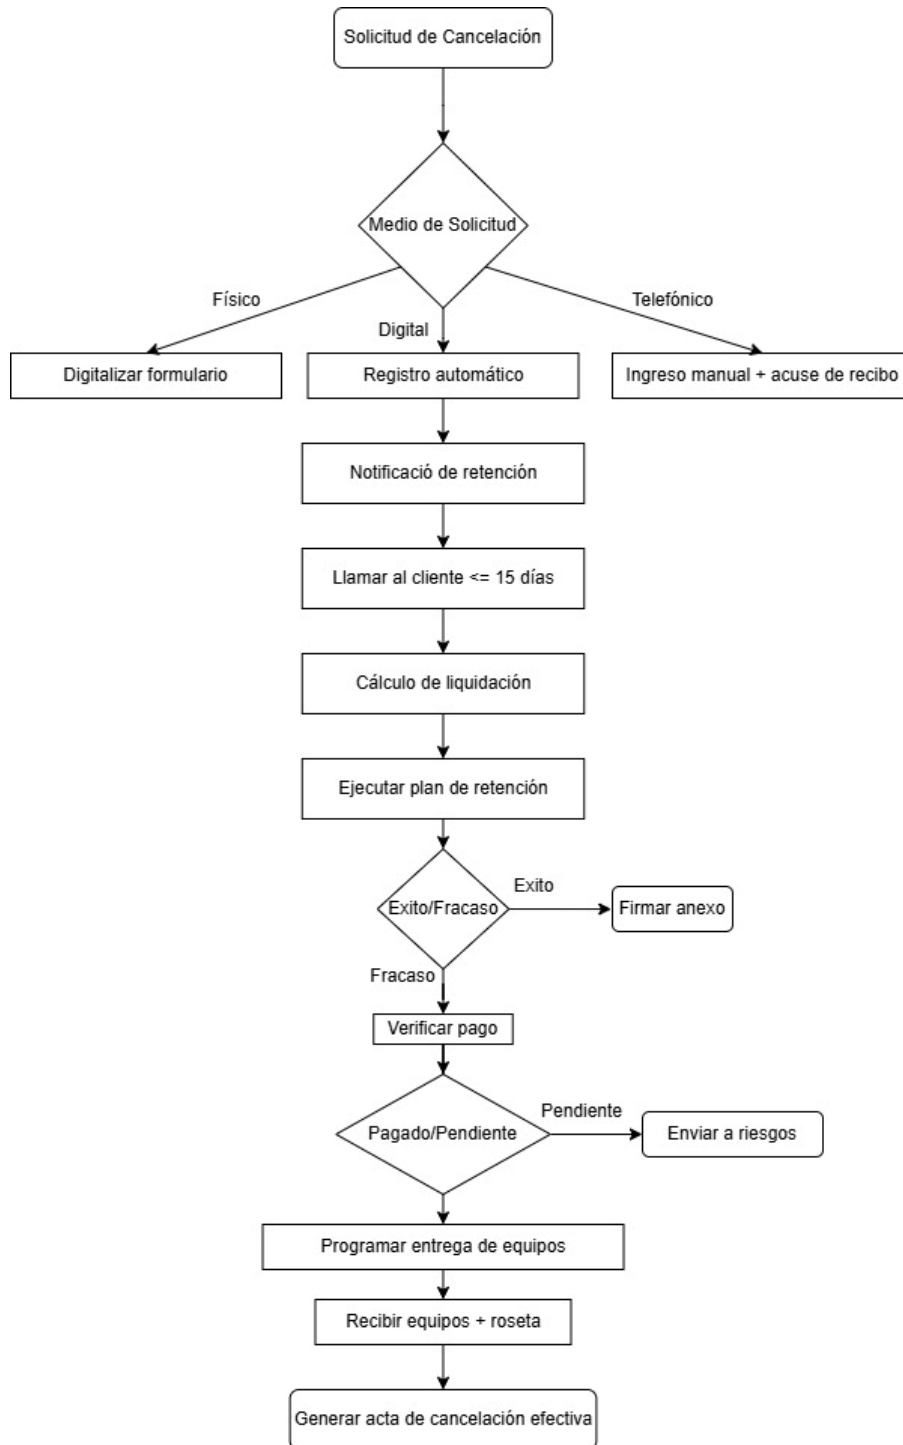 Solicitud de Cancelación
Medio de Solicitud
Físico
Telefónico
Digital
Digitalizar formulario
Registro automático
Ingreso manual + acuse de recibo
Notificació de retención
Llamar al cliente <= 15 días
Cálculo de liquidación
Ejecutar plan de retención
Exito/Fracaso
Exito
Firmar anexo
Fracaso
Verificar pago
Pagado/Pendiente
Pendiente
Enviar a riesgos
Programar entrega de equipos
Recibir equipos + roseta
Generar acta de cancelación efectiva